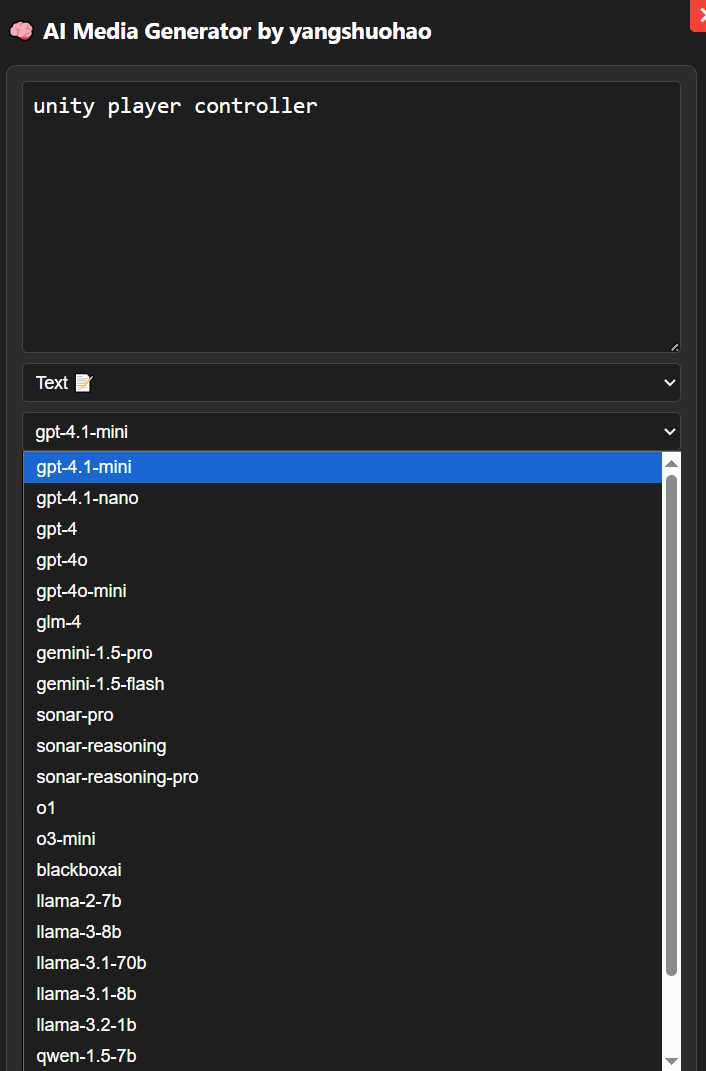 🧠 AI Media Generator by yangshuohao
unity player controller
Text 📝
gpt-4.1-mini
gpt-4.1-mini
gpt-4.1-nano
gpt-4
gpt-4o
gpt-4o-mini
glm-4
gemini-1.5-pro
gemini-1.5-flash
sonar-pro
sonar-reasoning
sonar-reasoning-pro
o1
o3-mini
blackboxai
llama-2-7b
llama-3-8b
llama-3.1-70b
llama-3.1-8b
llama-3.2-1b
qwen-1.5-7b